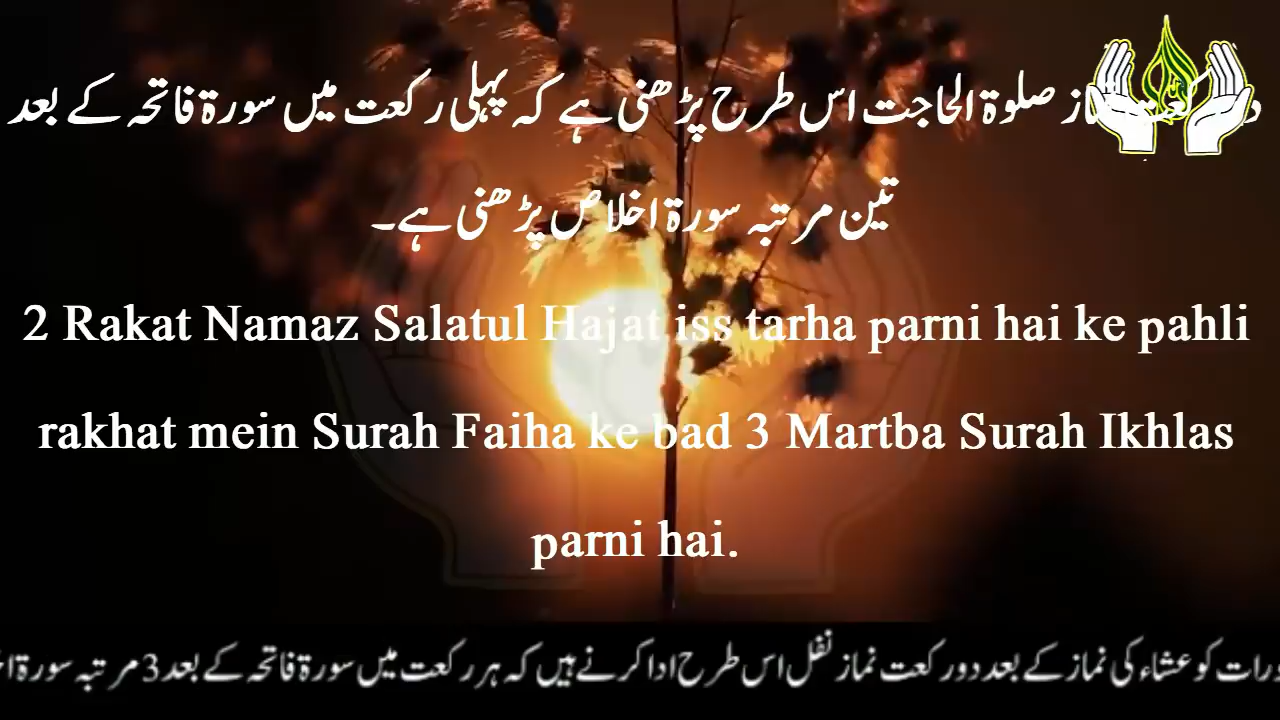 رکعت نماز صلوۃ الحاجت اس طرح پڑھنی ہے کہ پہلی رکعت میں سورۃ فاتحہ کے بعد
تین مرتبہ سورۃ اخلاص پڑھنی ہے۔
2 Rakat Namaz Salatul Hajat iss tarha parni hai ke pahli
rakhat mein Surah Faiha ke bad 3 Martba Surah Ikhlas
parni hai.
رات کو عشاء کی نماز کے بعد دو رکعت نماز نفل اس طرح ادا کرنے ہیں کہ ہر رکعت میں سورۃ فاتحہ کے بعد 3 مرتبہ سورۃ